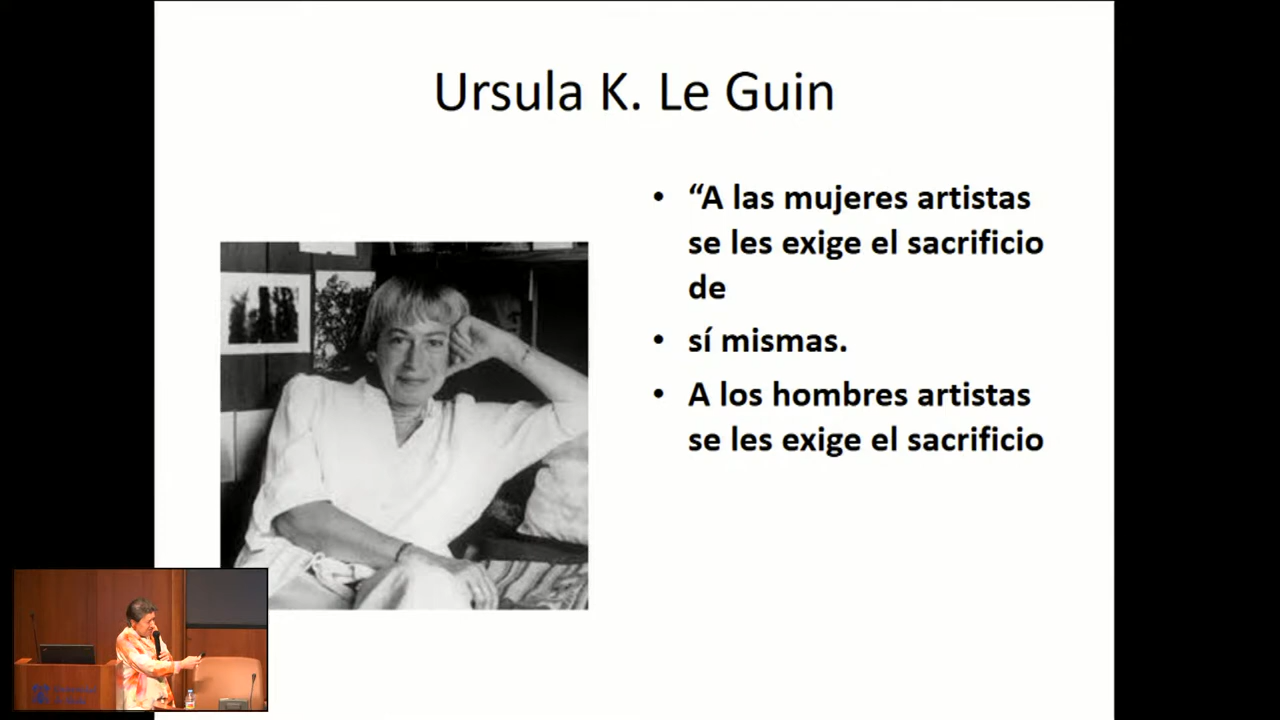 Ursula K. Le Guin
• “A las mujeres artistas
se les exige el sacrificio
de
• sí mismas.
• A los hombres artistas
se les exige el sacrificio